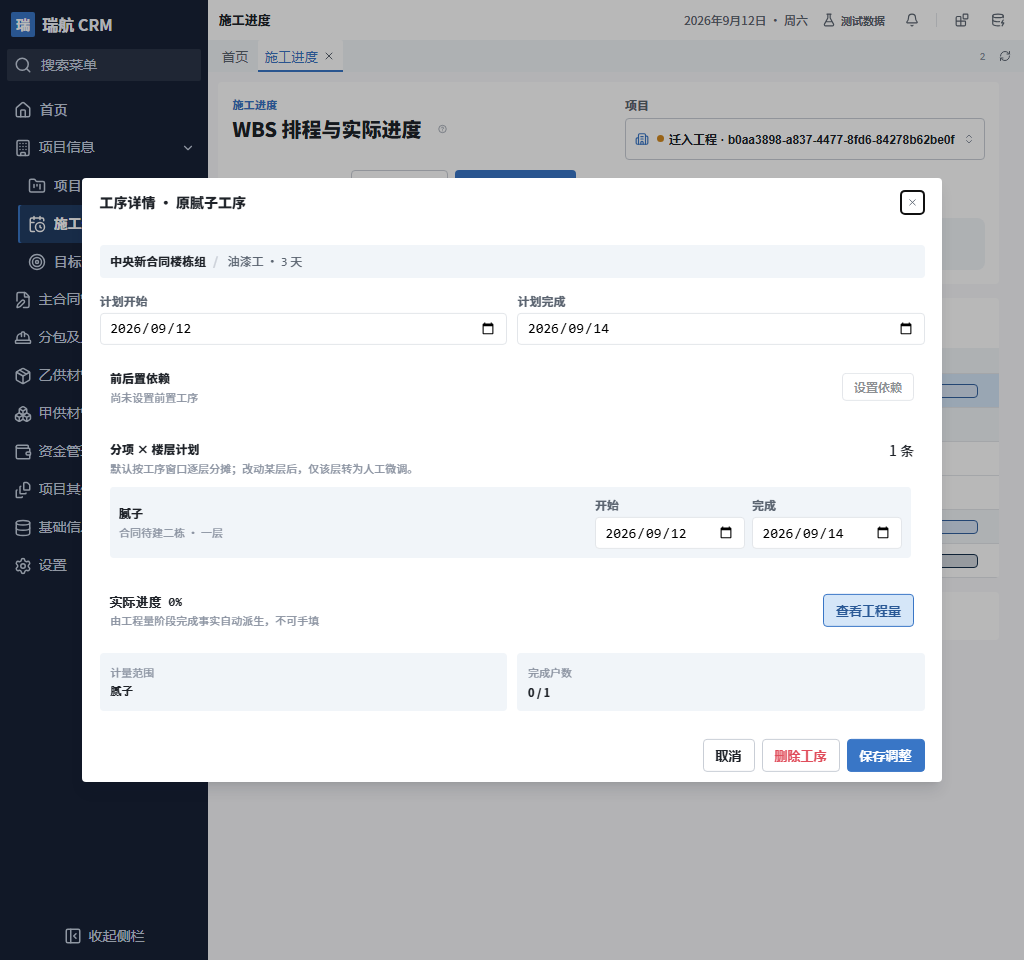 瑞 瑞航 CRM
搜索菜单
首页
项目信息
项目
施工
目标
主合同
分包及
乙供材
甲供材
资金管
项目其
基础信
设置
收起侧栏
施工进度
2026年9月12日 • 周六
测试数据
首页
施工进度
2
施工进度
WBS 排程与实际进度
项目
迁入工程 · b0aa3898-a837-4477-8fd6-84278b62be0f
工序详情 • 原腻子工序
中央新合同楼栋组 / 油漆工 • 3 天
计划开始
2026/09/12
计划完成
2026/09/14
前后置依赖
尚未设置前置工序
设置依赖
分项 × 楼层计划
默认按工序窗口逐层分摊；改动某层后，仅该层转为人工微调。
1 条
腻子
合同待建二栋 • 一层
开始
2026/09/12
完成
2026/09/14
实际进度 0%
由工程量阶段完成事实自动派生，不可手填
查看工程量
计量范围
腻子
完成户数
0 / 1
取消
删除工序
保存调整